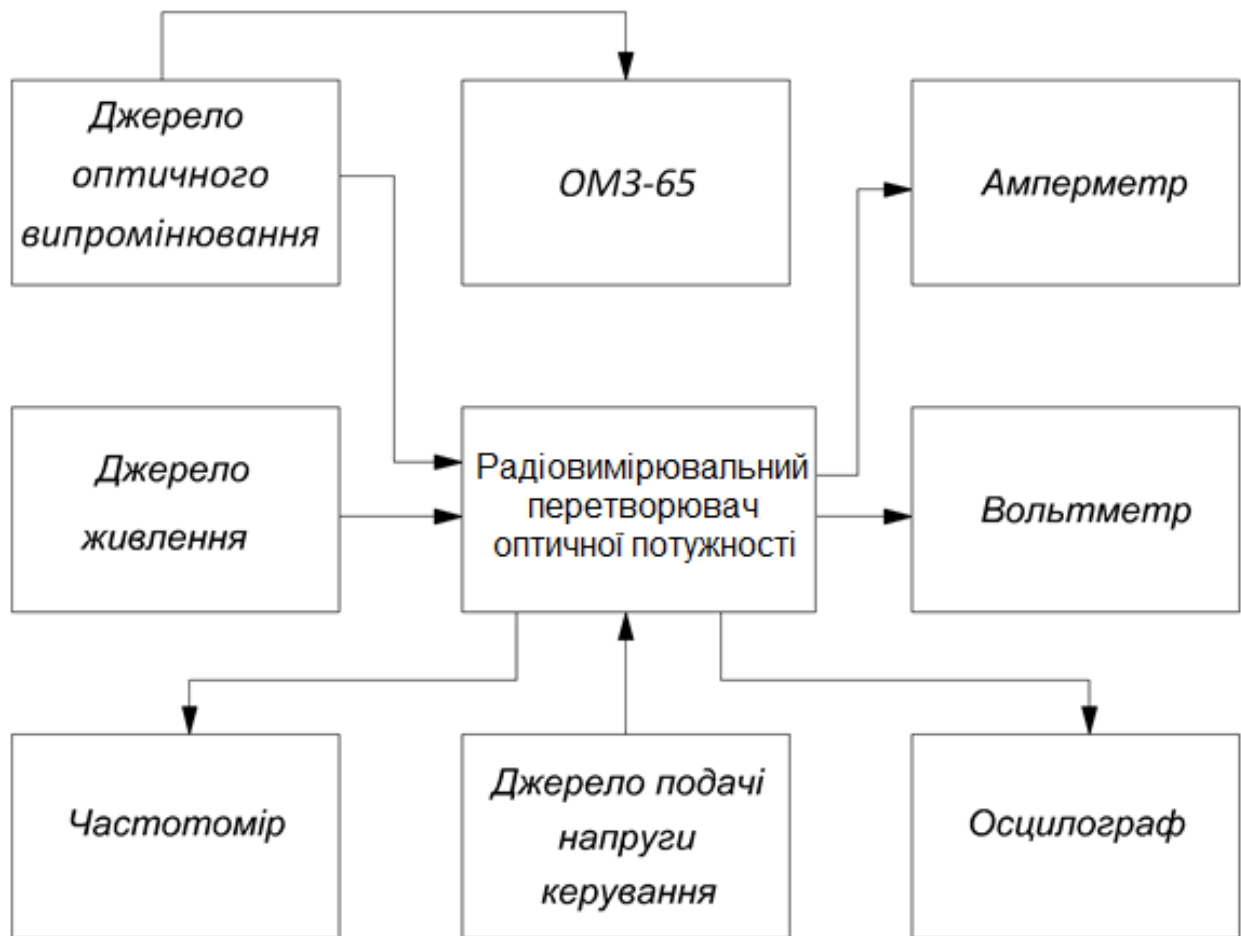 Джерело
оптичного
випромінювання
ОМЗ-65
Амперметр
Джерело
живлення
Радіовимірювальний
перетворювач
оптичної потужності
Вольтметр
Частотомір
Джерело подачі
напруги
керування
Осцилограф